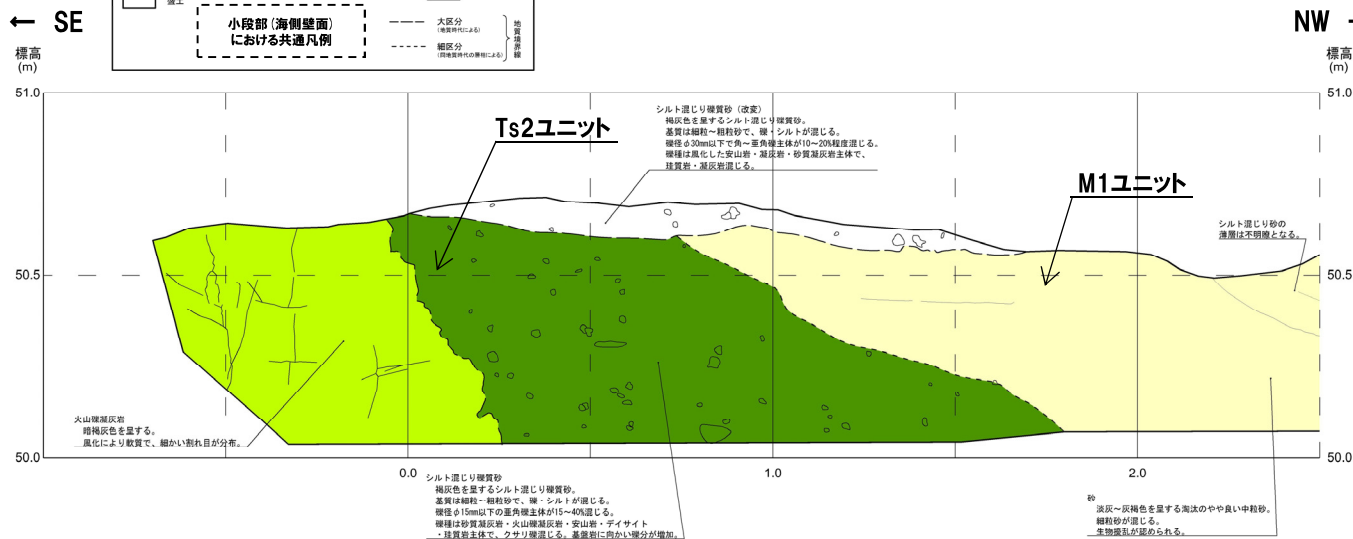 盛土
← SE
小段部(海側壁面)
における共通凡例
大区分
(地質時代による)
細区分
(同地質時代の層相による)
地質境界線
NW
標高
(m)
標高
(m)
51.0
51.0
シルト混じり礫質砂(改変)
褐灰色を呈するシルト混じり礫質砂。
基質は細粒～粗粒砂で、礫・シルトが混じる。
礫径φ30mm以下で角～亜角礫主体が10～20%程度混じる。
礫種は風化した安山岩・凝灰岩・砂質凝灰岩主体で、
珪質岩・凝灰岩混じる。
Ts2ユニット
M1ユニット
シルト混じり砂の
薄層は不明瞭となる。
50.5
50.5
火山礫凝灰岩
暗褐灰色を呈する。
風化により軟質で、細かい割れ目が分布。
50.0
50.0
0.0
1.0
2.0
シルト混じり礫質砂
褐灰色を呈するシルト混じり礫質砂。
基質は細粒～粗粒砂で、礫・シルトが混じる。
礫径φ15mm以下の亜角礫主体が15～40%混じる。
礫種は砂質凝灰岩・火山礫凝灰岩・安山岩・デイサイト
・珪質岩主体で、クサリ礫混じる。基盤岩に向かい礫分が増加。
砂
淡灰～灰褐色を呈する淘汰のやや良い中粒砂。
細粒砂が混じる。
生物擾乱が認められる。